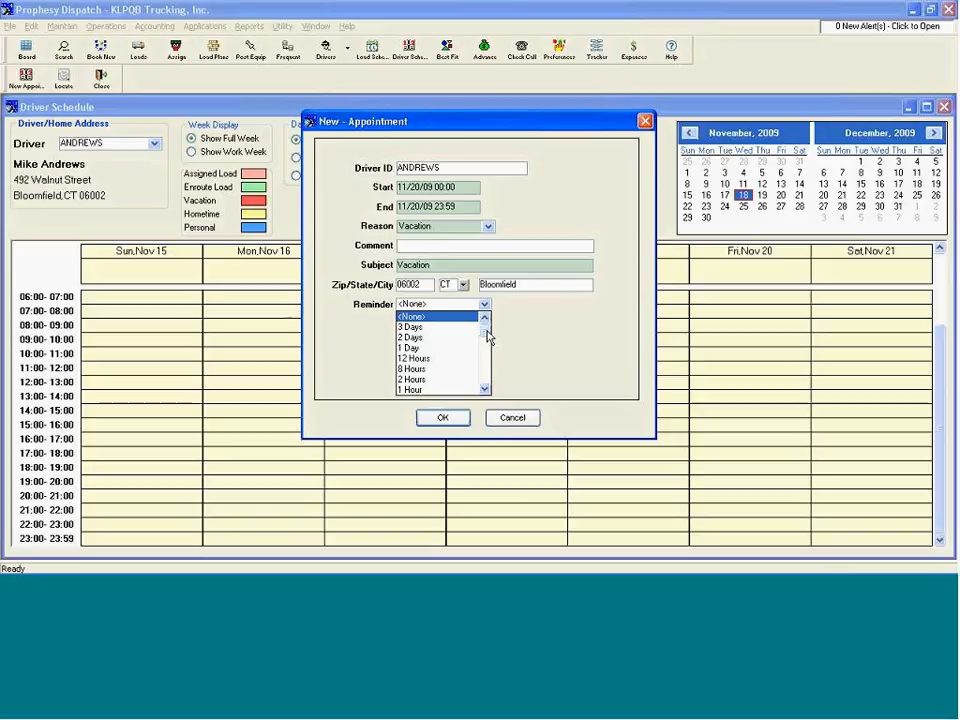 Prophesy Dispatch - KLPQB Trucking, Inc.
File Edit Maintain Operations Accounting Applications Reports Utility Window Help
0 New Alert(s) - Click to Open
Board Search Book New Loads Assign Load Plans Post Equip Frequent Drivers Load Sche.. Driver Sche.. Best Fit Advance Check Call Preferences Tracker Expenses Help
New Appoi.. Locate Close
Driver Schedule
Driver/Home Address
Driver ANDREWS
Mike Andrews
492 Walnut Street
Bloomfield,CT 06002
Week Display
Show Full Week
Show Work Week
Assigned Load
Enroute Load
Vacation
Hometime
Personal
New - Appointment
Driver ID ANDREWS
Start 11/20/09 00:00
End 11/20/09 23:59
Reason Vacation
Comment
Subject Vacation
Zip/State/City 06002 CT Bloomfield
Reminder <None>
<None>
3 Days
2 Days
1 Day
12 Hours
8 Hours
2 Hours
1 Hour
OK Cancel
November, 2009 December, 2009
Sun Mon Tue Wed Thu Fri Sat Sun Mon Tue Wed Thu Fri Sat
25 26 27 28 29 30 31 29 30 1 2 3 4 5
1 2 3 4 5 6 7 6 7 8 9 10 11 12
8 9 10 11 12 13 14 13 14 15 16 17 18 19
15 16 17 18 19 20 21 20 21 22 23 24 25 26
22 23 24 25 26 27 28 27 28 29 30 31 1 2
29 30 3 4 5 6 7 8 9
Sun,Nov 15 Mon,Nov 16 Fri,Nov 20 Sat,Nov 21
06:00- 07:00
07:00- 08:00
08:00- 09:00
09:00- 10:00
10:00- 11:00
11:00- 12:00
12:00- 13:00
13:00- 14:00
14:00- 15:00
15:00- 16:00
16:00- 17:00
17:00- 18:00
18:00- 19:00
19:00- 20:00
20:00- 21:00
21:00- 22:00
22:00- 23:00
23:00- 23:59
Ready